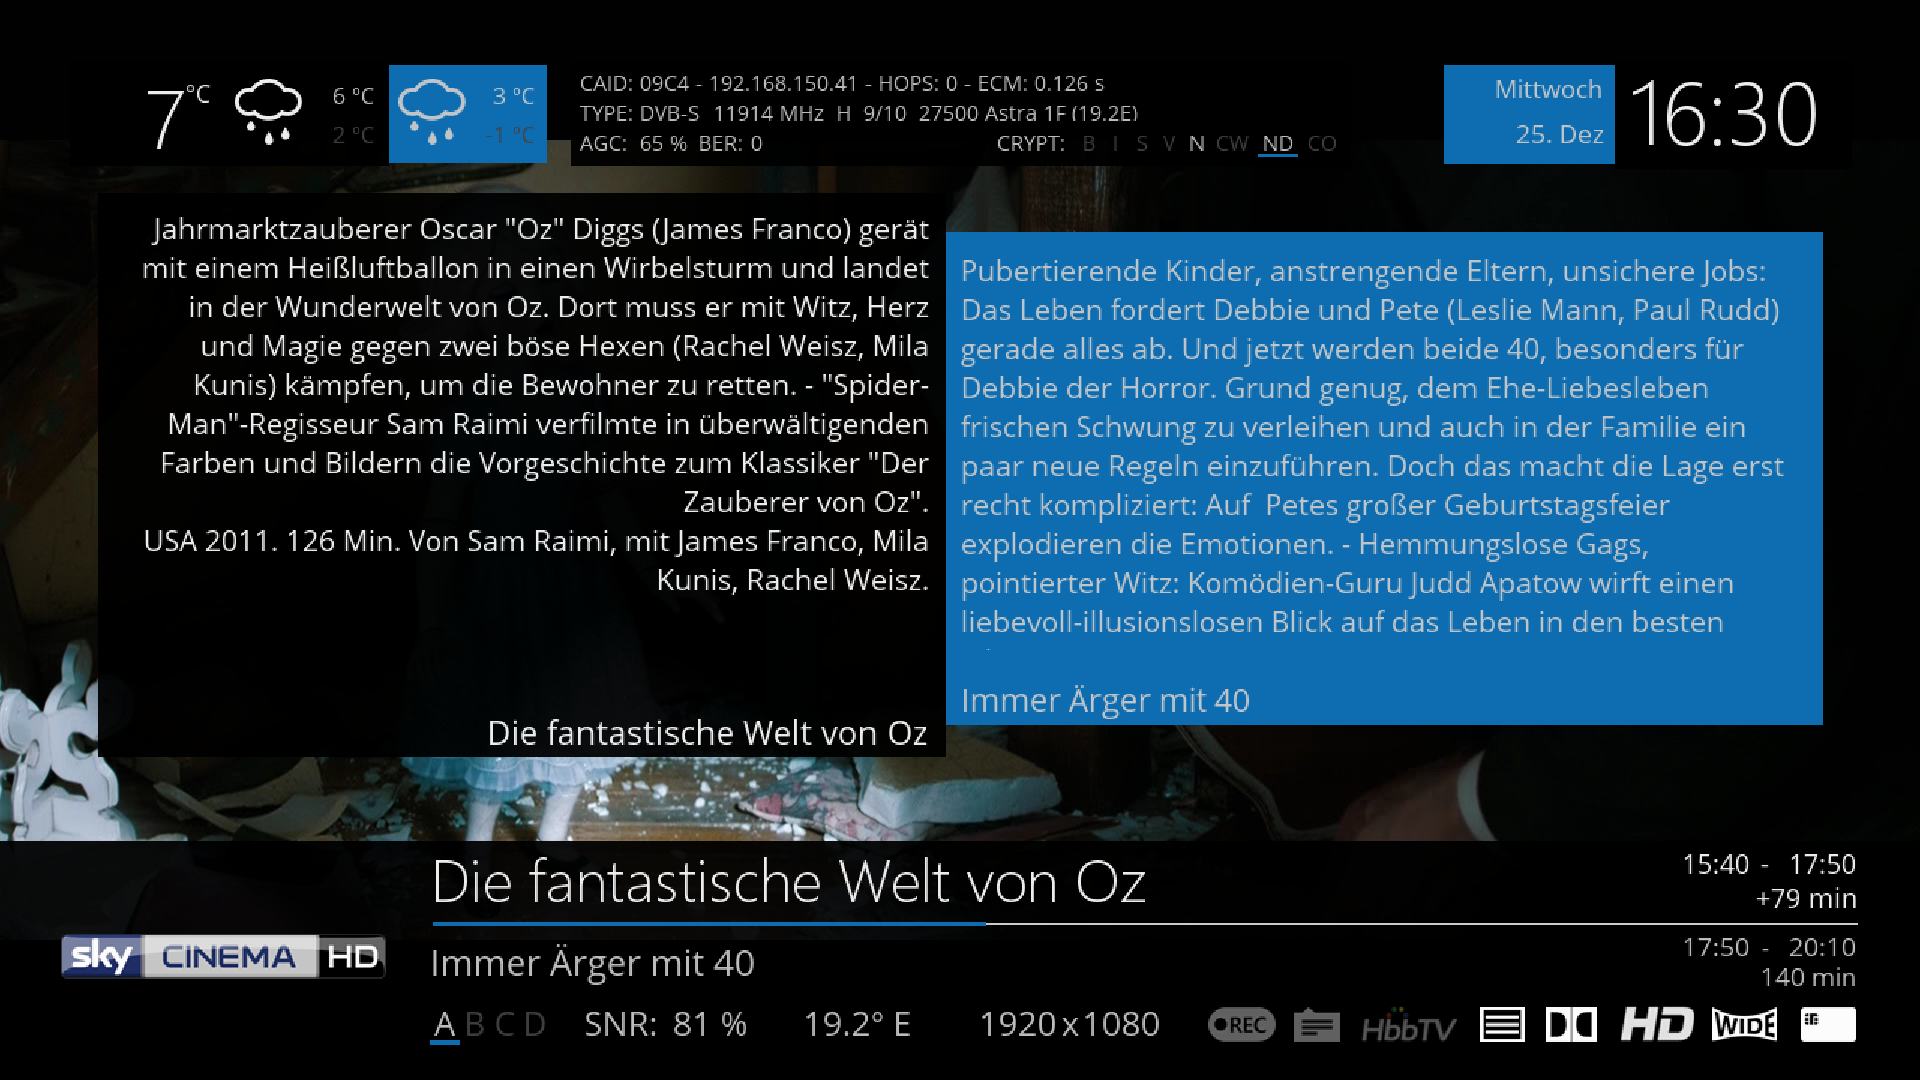 7°C
6 °C
2 °C
3 °C
-1 °C
CAID: 09C4 - 192.168.150.41 - HOPS: 0 - ECM: 0.126 s
TYPE: DVB-S 11914 MHz H 9/10 27500 Astra 1F (19.2E)
AGC: 65 % BER: 0 CRYPT: B I S V N CW ND CO
Mittwoch
25. Dez
16:30
Jahrmarktzauberer Oscar "Oz" Diggs (James Franco) gerät
mit einem Heißluftballon in einen Wirbelsturm und landet
in der Wunderwelt von Oz. Dort muss er mit Witz, Herz
und Magie gegen zwei böse Hexen (Rachel Weisz, Mila
Kunis) kämpfen, um die Bewohner zu retten. - "Spider-
Man"-Regisseur Sam Raimi verfilmte in überwältigenden
Farben und Bildern die Vorgeschichte zum Klassiker "Der
Zauberer von Oz".
USA 2011. 126 Min. Von Sam Raimi, mit James Franco, Mila
Kunis, Rachel Weisz.
Die fantastische Welt von Oz
Pubertierende Kinder, anstrengende Eltern, unsichere Jobs:
Das Leben fordert Debbie und Pete (Leslie Mann, Paul Rudd)
gerade alles ab. Und jetzt werden beide 40, besonders für
Debbie der Horror. Grund genug, dem Ehe-Liebesleben
frischen Schwung zu verleihen und auch in der Familie ein
paar neue Regeln einzuführen. Doch das macht die Lage erst
recht kompliziert: Auf Petes großer Geburtstagsfeier
explodieren die Emotionen. - Hemmungslose Gags,
pointierter Witz: Komödien-Guru Judd Apatow wirft einen
liebevoll-illusionslosen Blick auf das Leben in den besten
Immer Ärger mit 40
Die fantastische Welt von Oz
15:40 - 17:50
+79 min
sky CINEMA HD
Immer Ärger mit 40
17:50 - 20:10
140 min
A B C D SNR: 81 % 19.2° E 1920x1080 REC HbbTV HD WIDE